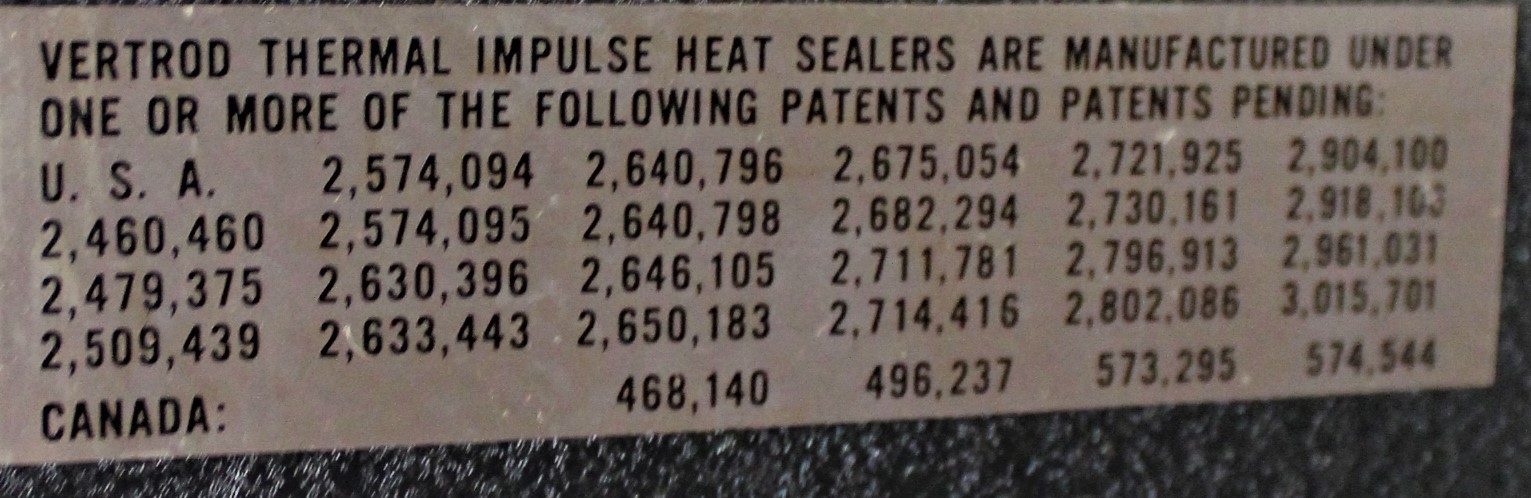 VERTROD THERMAL IMPULSE HEAT SEALERS ARE MANUFACTURED UNDER
ONE OR MORE OF THE FOLLOWING PATENTS AND PATENTS PENDING:
U. S. A. 2,574,094 2,640,796 2,675,054 2,721,925 2,904,100
2,460,460 2,574,095 2,640,798 2,682,294 2,730,161 2,918,103
2,479,375 2,630,396 2,646,105 2,711,781 2,796,913 2,961,031
2,509,439 2,633,443 2,650,183 2,714,416 2,802,086 3,015,701
CANADA: 468,140 496,237 573,295 574,544